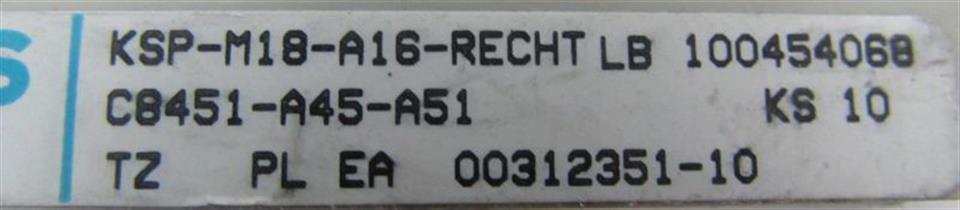 S
KSP-M18-A16-RECHT LB 100454068
C8451-A45-A51 KS 10
TZ PL EA 00312351-10